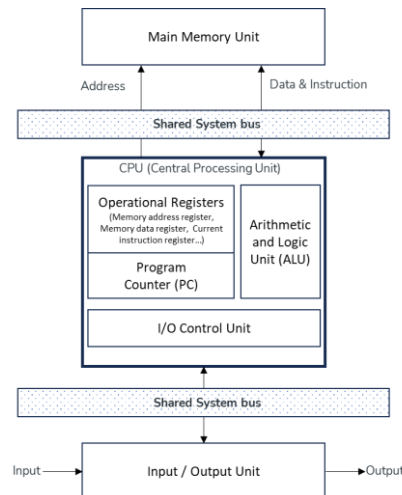 Main Memory Unit
Address
Data & Instruction
Shared System bus
CPU (Central Processing Unit)
Operational Registers
(Memory address register,
Memory data register, Current
instruction register...)
Program
Counter (PC)
Arithmetic
and Logic
Unit (ALU)
I/O Control Unit
Shared System bus
Input
Input / Output Unit
Output